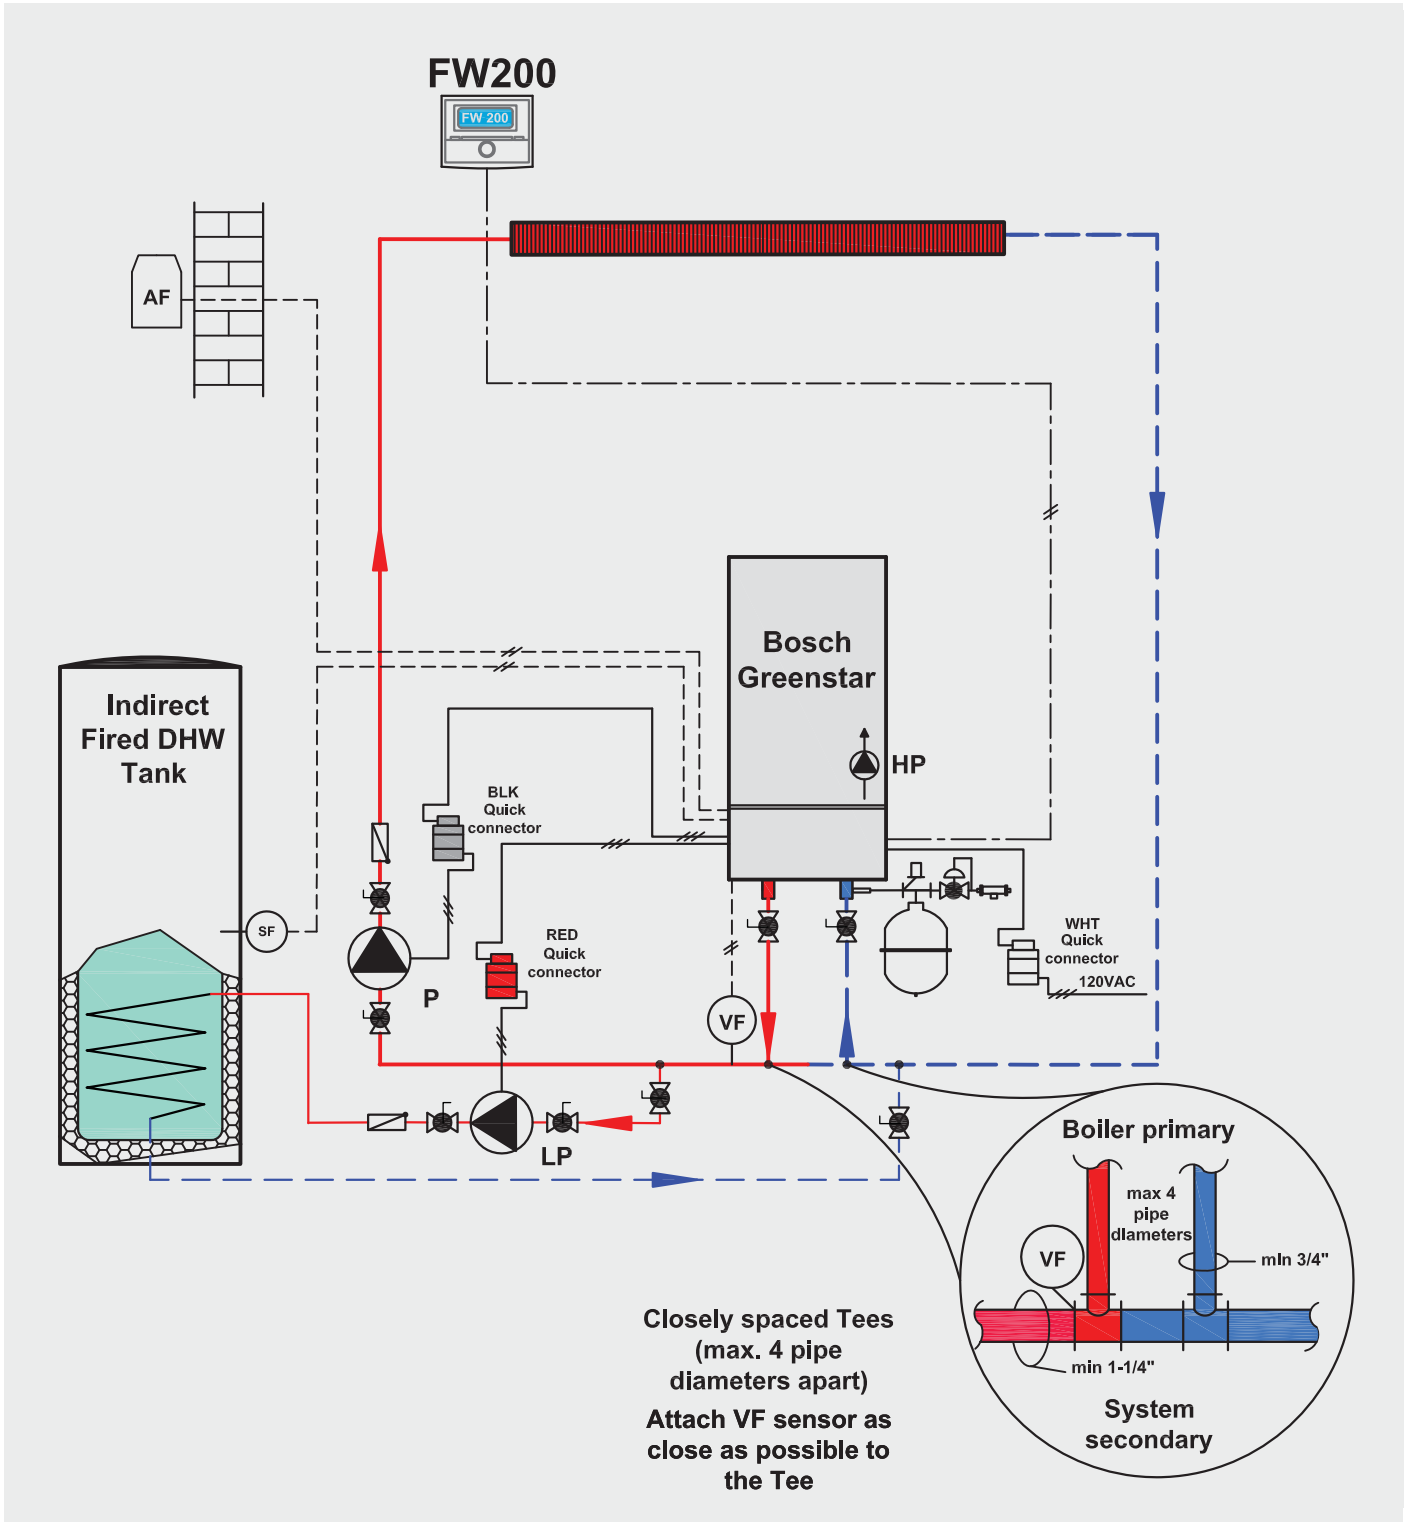 FW200
FW 200
AF
Bosch
Greenstar
HP
Indirect
Fired DHW
Tank
BLK
Quick
connector
SF
RED
Quick
connector
P
VF
WHT
Quick
connector
120VAC
LP
Boiler primary
max 4
pipe
diameters
VF
mln 3/4"
min 1-1/4"
System
secondary
Closely spaced Tees
(max. 4 pipe
diameters apart)
Attach VF sensor as
close as possible to
the Tee